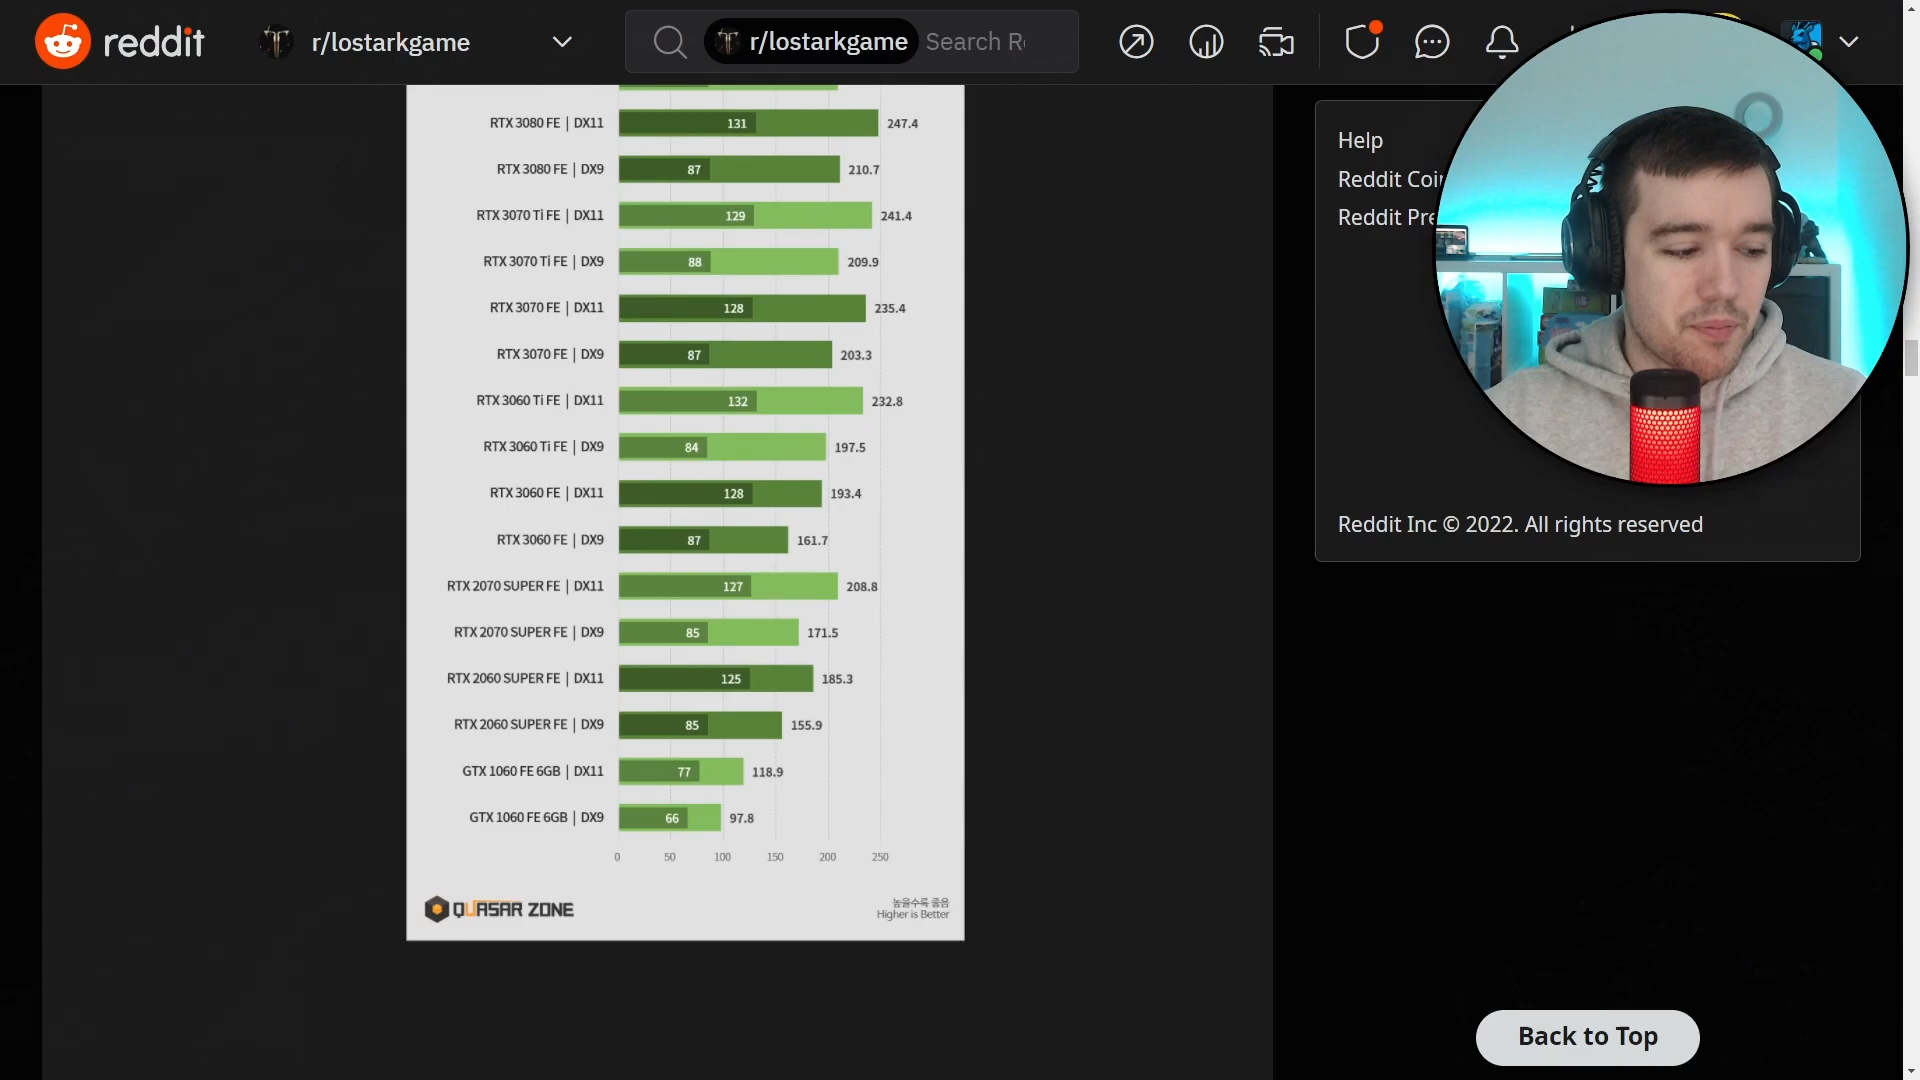 reddit
r/lostarkgame
r/lostarkgame
RTX 3080 FE | DX11 131 247.4
RTX 3080 FE | DX9 87 210.7
RTX 3070 Ti FE | DX11 129 241.4
RTX 3070 Ti FE | DX9 88 209.9
RTX 3070 FE | DX11 128 235.4
RTX 3070 FE | DX9 87 203.3
RTX 3060 Ti FE | DX11 132 232.8
RTX 3060 Ti FE | DX9 84 197.5
RTX 3060 FE | DX11 128 193.4
RTX 3060 FE | DX9 87 161.7
RTX 2070 SUPER FE | DX11 127 208.8
RTX 2070 SUPER FE | DX9 85 171.5
RTX 2060 SUPER FE | DX11 125 185.3
RTX 2060 SUPER FE | DX9 85 155.9
GTX 1060 FE 6GB | DX11 77 118.9
GTX 1060 FE 6GB | DX9 66 97.8
0 50 100 150 200 250
QUASAR ZONE
높을수록 좋음
Higher is Better
Help
Reddit
Reddit
Reddit Inc © 2022. All rights reserved
Back to Top
Search